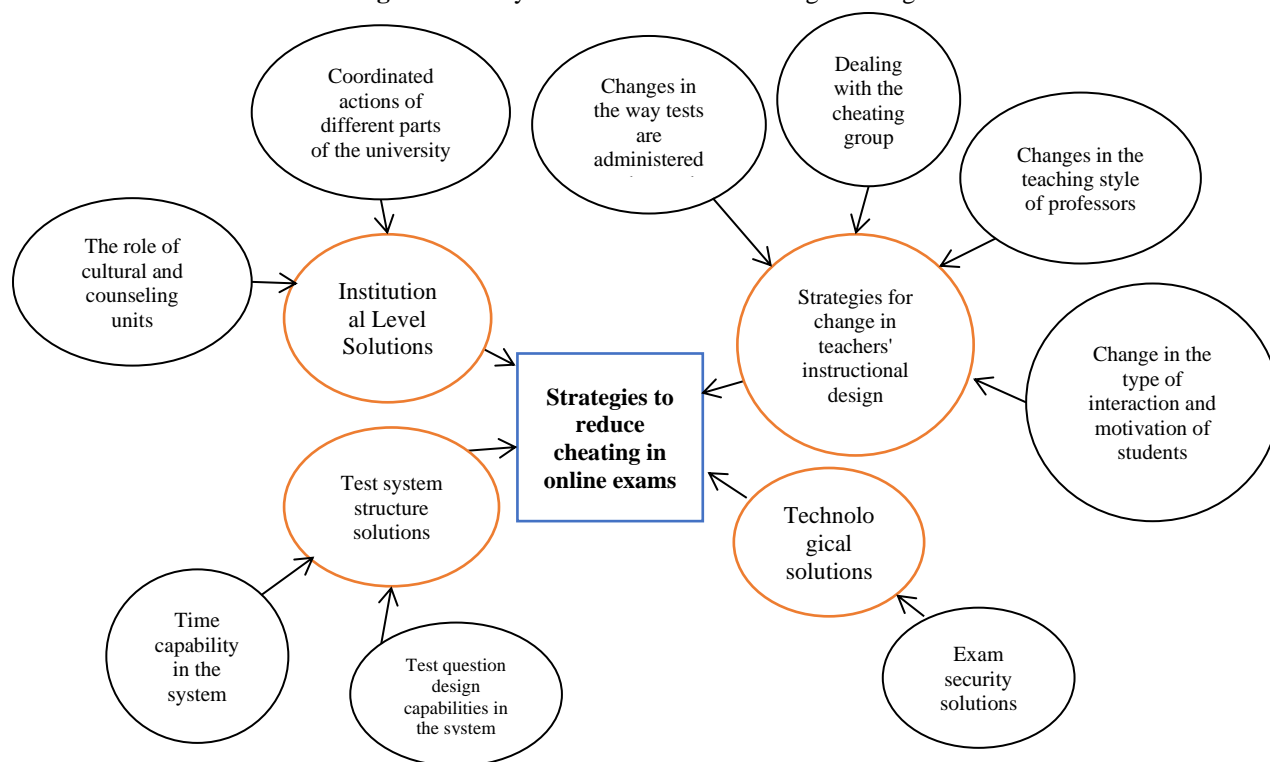 Coordinated
actions of
different parts
of the university
Changes in
the way tests
are
administered
Dealing
with the
cheating
group
Changes in the
teaching style
of professors
The role of
cultural and
counseling
units
Institution
al Level
Solutions
Strategies for
change in
teachers'
instructional
design
Change in the
type of
interaction and
motivation of
students
Strategies to
reduce
cheating in
online exams
Test system
structure
solutions
Technolo
gical
solutions
Time
capability
in the
system
Test question
design
capabilities in
the system
Exam
security
solutions